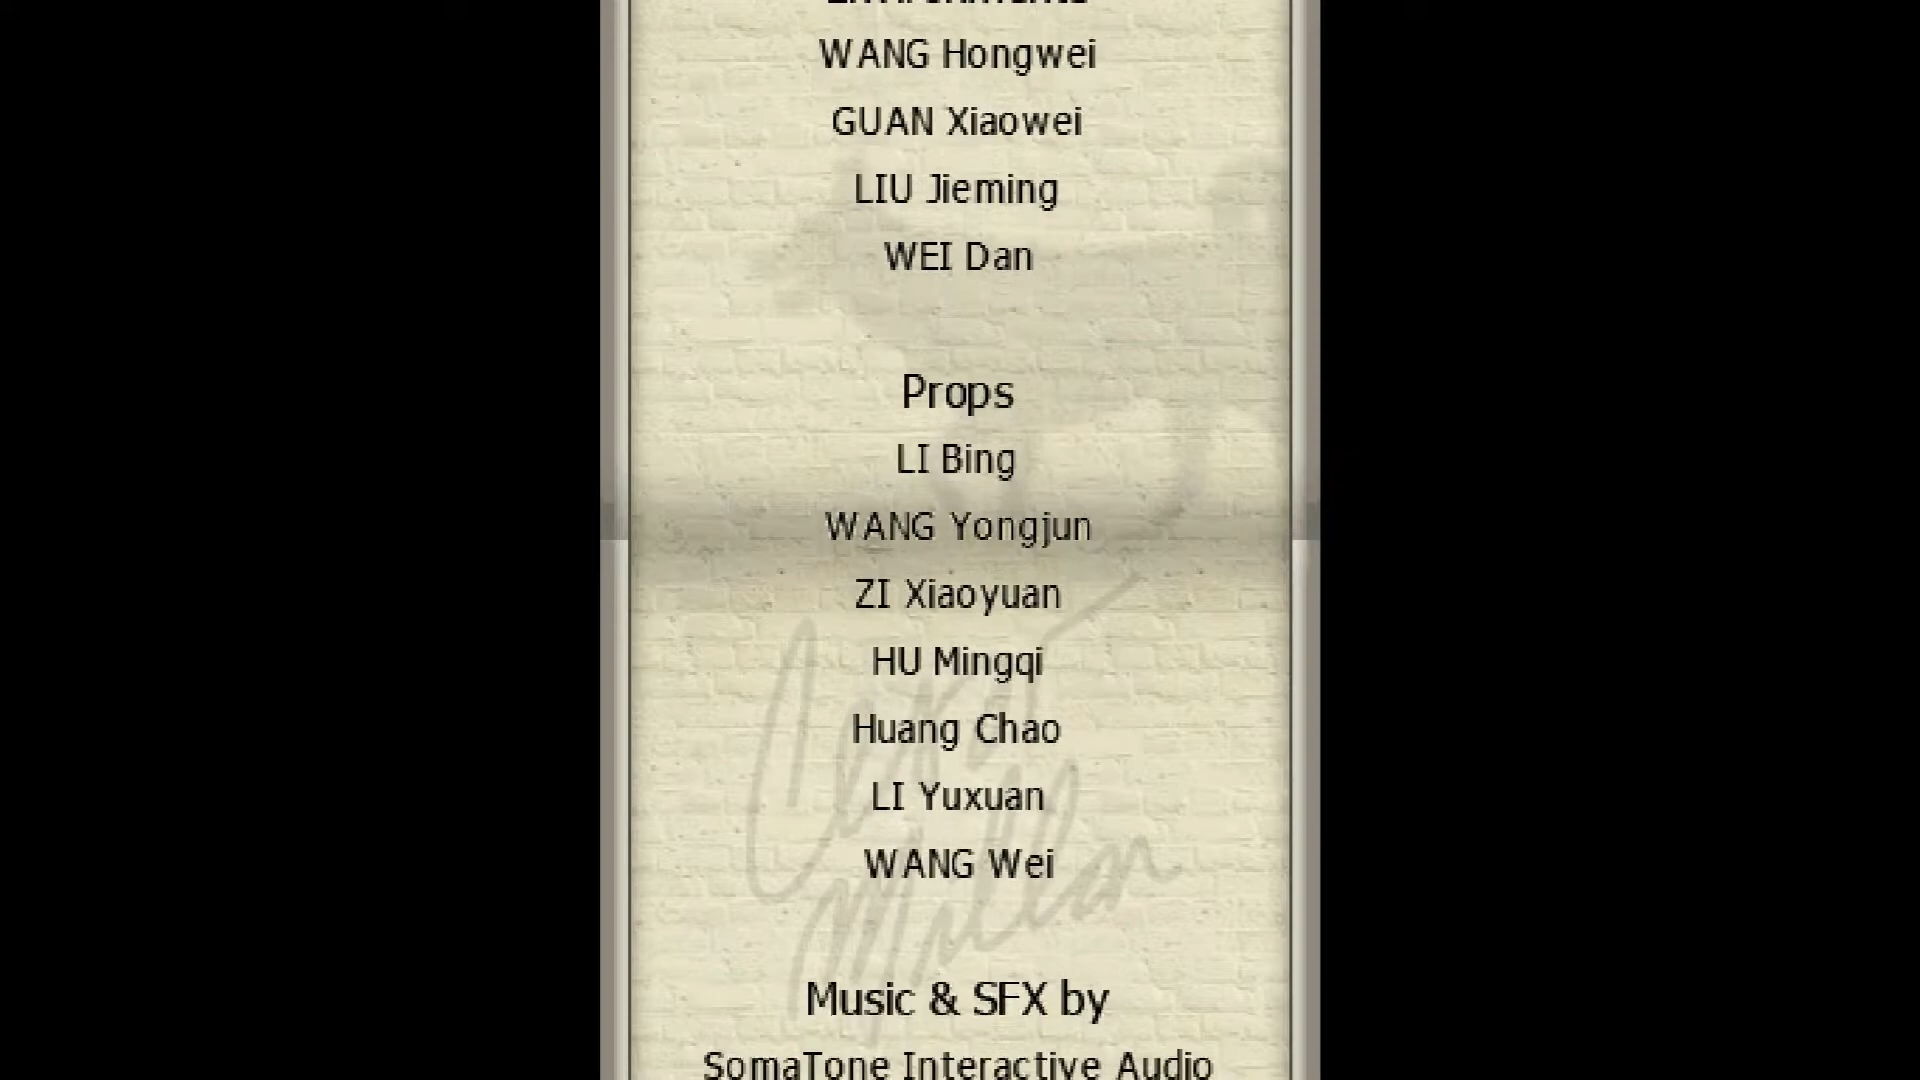 Environments
WANG Hongwei
GUAN Xiaowei
LIU Jieming
WEI Dan
Props
LI Bing
WANG Yongjun
ZI Xiaoyuan
HU Mingqi
Huang Chao
LI Yuxuan
WANG Wei
Music & SFX by
SomaTone Interactive Audio